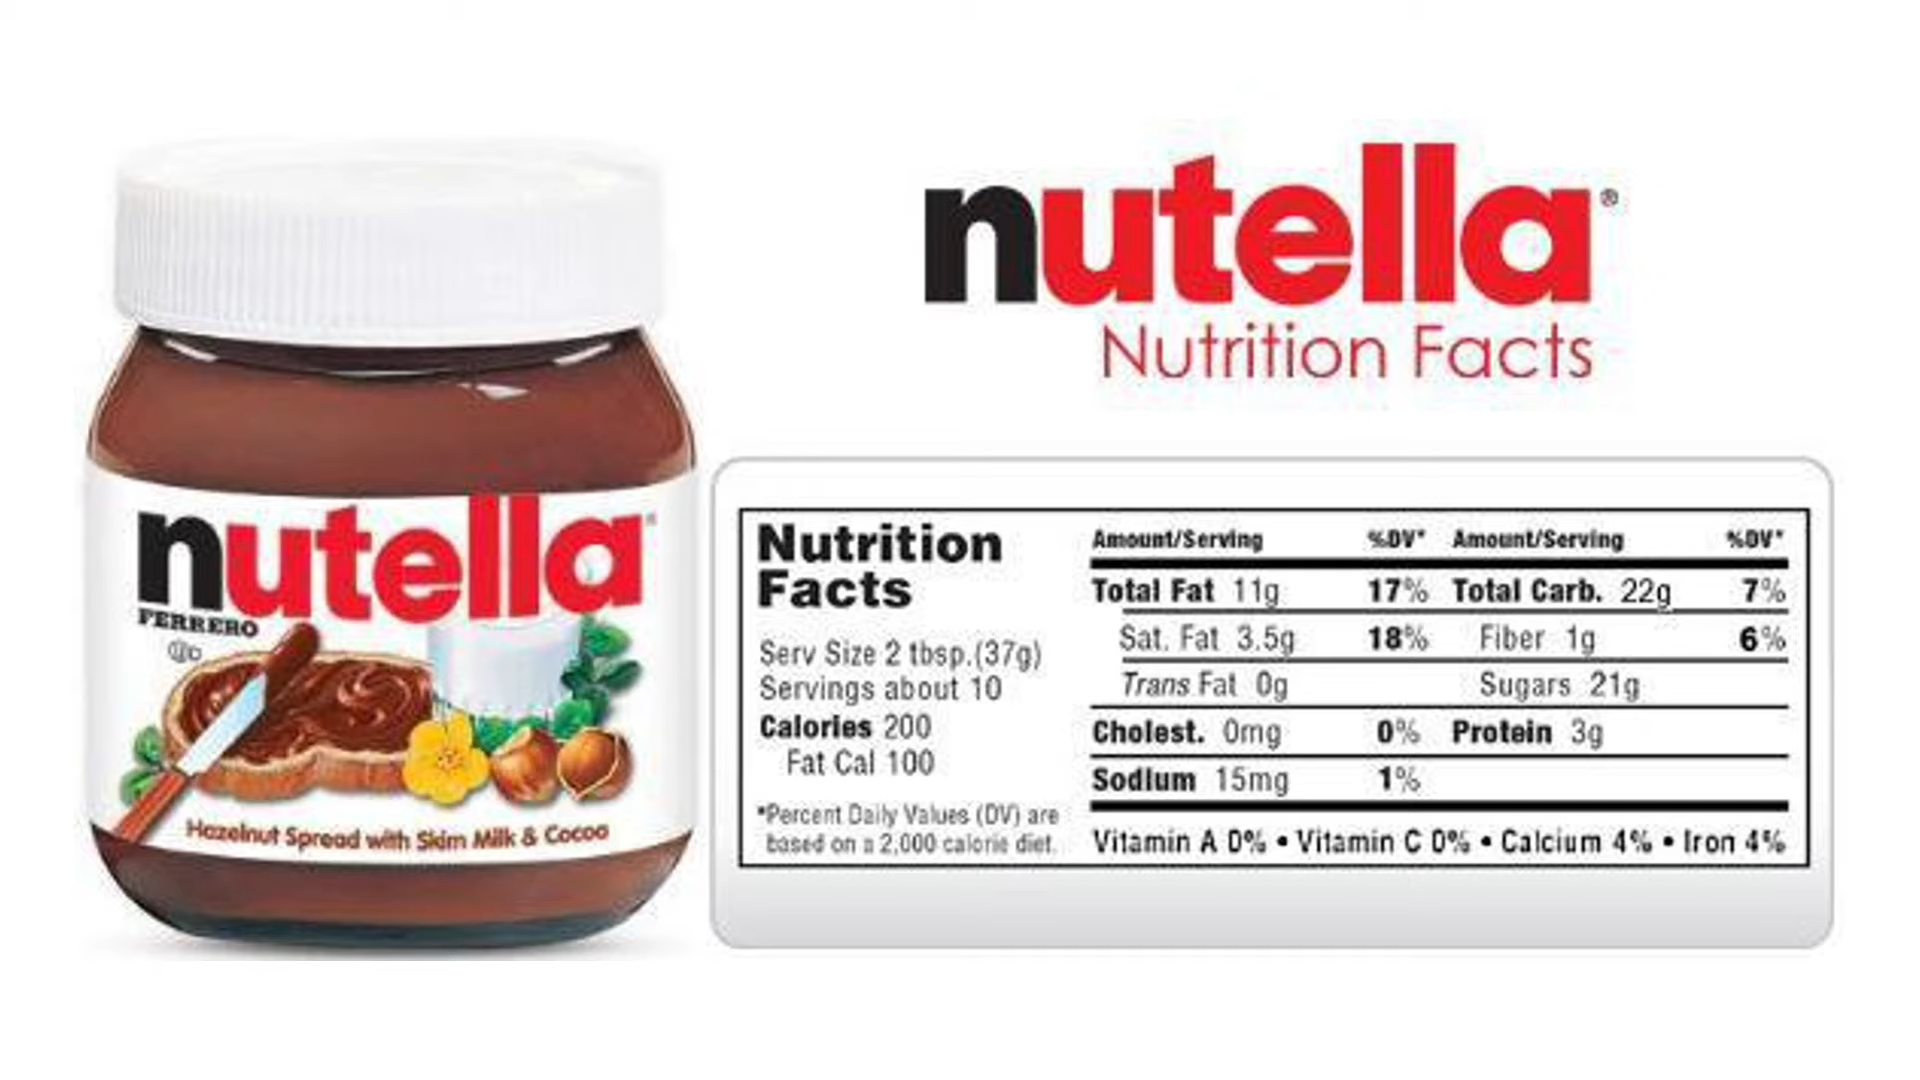 nutella®
Nutrition Facts
nutella
FERRERO
Hazelnut Spread with Skim Milk & Cocoa
Nutrition
Facts
Serv Size 2 tbsp.(37g)
Servings about 10
Calories 200
Fat Cal 100
*Percent Daily Values (DV) are
based on a 2,000 calorie diet.
Amount/Serving %DV* Amount/Serving %DV*
Total Fat 11g 17% Total Carb. 22g 7%
Sat. Fat 3.5g 18% Fiber 1g 6%
Trans Fat 0g Sugars 21g
Cholest. 0mg 0% Protein 3g
Sodium 15mg 1%
Vitamin A 0% • Vitamin C 0% • Calcium 4% • Iron 4%